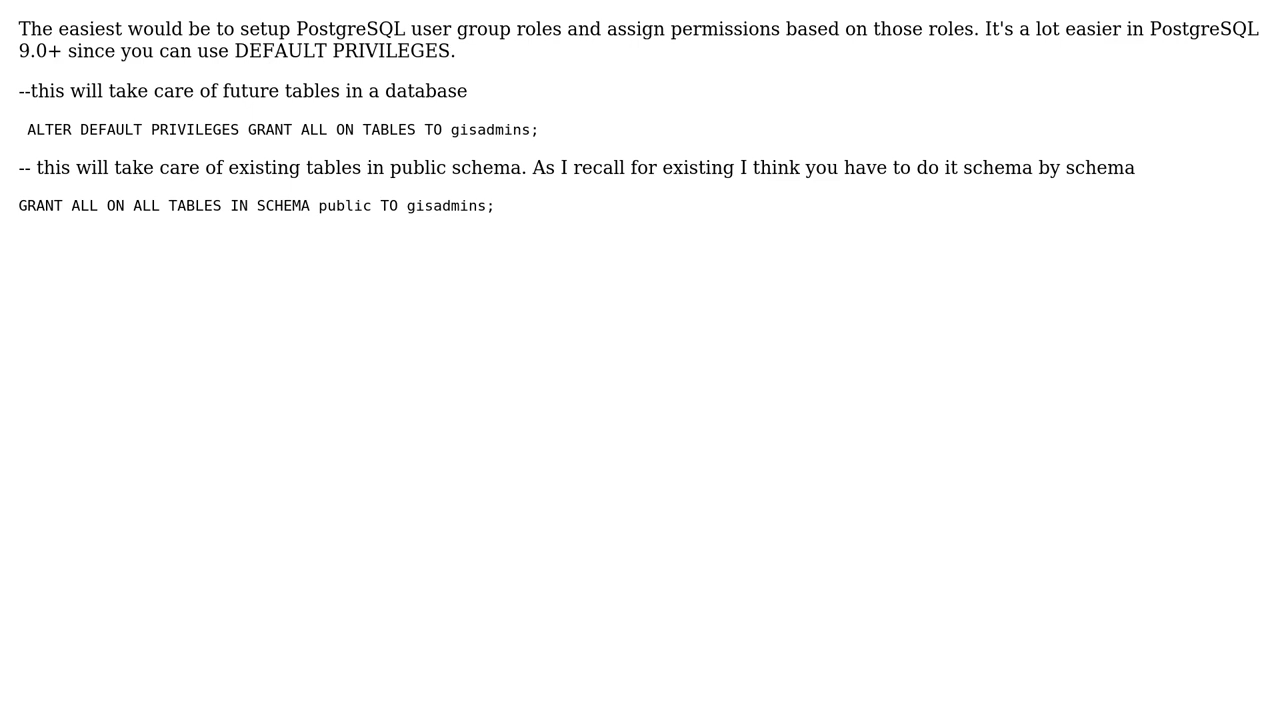 The easiest would be to setup PostgreSQL user group roles and assign permissions based on those roles. It's a lot easier in PostgreSQL
9.0+ since you can use DEFAULT PRIVILEGES.
--this will take care of future tables in a database
ALTER DEFAULT PRIVILEGES GRANT ALL ON TABLES TO gisadmins;
-- this will take care of existing tables in public schema. As I recall for existing I think you have to do it schema by schema
GRANT ALL ON ALL TABLES IN SCHEMA public TO gisadmins;